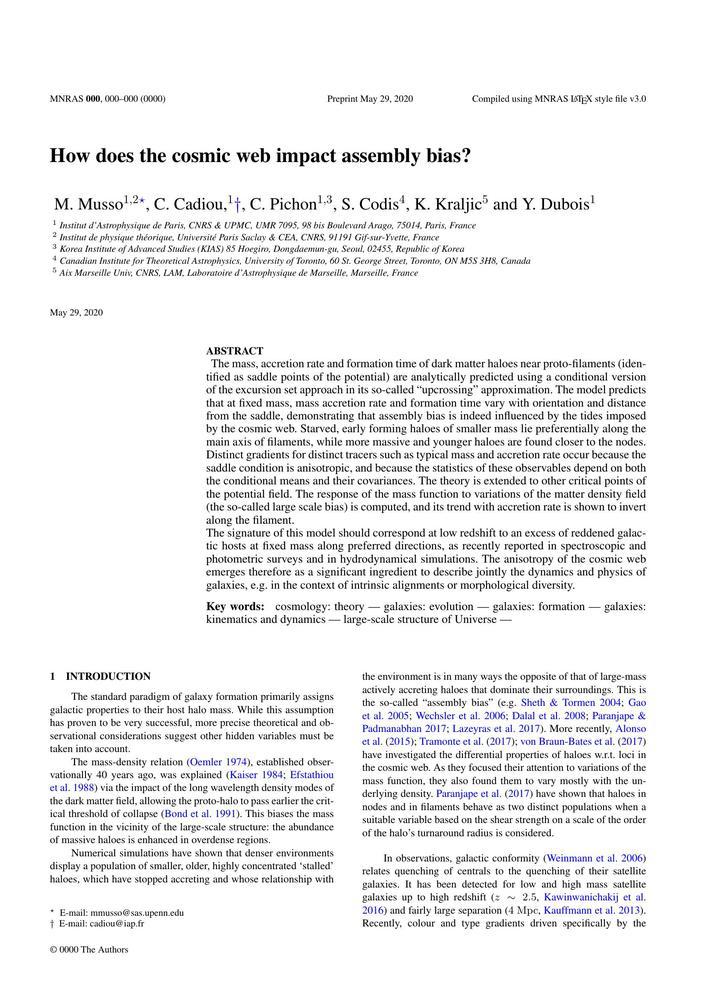 MNRAS 000, 000–000 (0000)
Preprint May 29, 2020
Compiled using MNRAS LATEX style file v3.0
How does the cosmic web impact assembly bias?
M. Musso1,2⋆, C. Cadiou,1†, C. Pichon1,3, S. Codis4, K. Kraljic5 and Y. Dubois1
1 Institut d'Astrophysique de Paris, CNRS & UPMC, UMR 7095, 98 bis Boulevard Arago, 75014, Paris, France
2 Institut de physique théorique, Université Paris Saclay & CEA, CNRS, 91191 Gif-sur-Yvette, France
3 Korea Institute of Advanced Studies (KIAS) 85 Hoegiro, Dongdaemun-gu, Seoul, 02455, Republic of Korea
4 Canadian Institute for Theoretical Astrophysics, University of Toronto, 60 St. George Street, Toronto, ON M5S 3H8, Canada
5 Aix Marseille Univ, CNRS, LAM, Laboratoire d'Astrophysique de Marseille, Marseille, France
May 29, 2020
ABSTRACT
The mass, accretion rate and formation time of dark matter haloes near proto-filaments (iden-
tified as saddle points of the potential) are analytically predicted using a conditional version
of the excursion set approach in its so-called “upcrossing” approximation. The model predicts
that at fixed mass, mass accretion rate and formation time vary with orientation and distance
from the saddle, demonstrating that assembly bias is indeed influenced by the tides imposed
by the cosmic web. Starved, early forming haloes of smaller mass lie preferentially along the
main axis of filaments, while more massive and younger haloes are found closer to the nodes.
Distinct gradients for distinct tracers such as typical mass and accretion rate occur because the
saddle condition is anisotropic, and because the statistics of these observables depend on both
the conditional means and their covariances. The theory is extended to other critical points of
the potential field. The response of the mass function to variations of the matter density field
(the so-called large scale bias) is computed, and its trend with accretion rate is shown to invert
along the filament.
The signature of this model should correspond at low redshift to an excess of reddened galac-
tic hosts at fixed mass along preferred directions, as recently reported in spectroscopic and
photometric surveys and in hydrodynamical simulations. The anisotropy of the cosmic web
emerges therefore as a significant ingredient to describe jointly the dynamics and physics of
galaxies, e.g. in the context of intrinsic alignments or morphological diversity.
Key words: cosmology: theory — galaxies: evolution — galaxies: formation — galaxies:
kinematics and dynamics — large-scale structure of Universe —
1 INTRODUCTION
The standard paradigm of galaxy formation primarily assigns
galactic properties to their host halo mass. While this assumption
has proven to be very successful, more precise theoretical and ob-
servational considerations suggest other hidden variables must be
taken into account.
The mass-density relation (Oemler 1974), established obser-
vationally 40 years ago, was explained (Kaiser 1984; Efstathiou
et al. 1988) via the impact of the long wavelength density modes of
the dark matter field, allowing the proto-halo to pass earlier the crit-
ical threshold of collapse (Bond et al. 1991). This biases the mass
function in the vicinity of the large-scale structure: the abundance
of massive haloes is enhanced in overdense regions.
Numerical simulations have shown that denser environments
display a population of smaller, older, highly concentrated ‘stalled’
haloes, which have stopped accreting and whose relationship with
⋆ E-mail: mmusso@sas.upenn.edu
† E-mail: cadiou@iap.fr
© 0000 The Authors
the environment is in many ways the opposite of that of large-mass
actively accreting haloes that dominate their surroundings. This is
the so-called “assembly bias” (e.g. Sheth & Tormen 2004; Gao
et al. 2005; Wechsler et al. 2006; Dalal et al. 2008; Paranjape &
Padmanabhan 2017; Lazeyras et al. 2017). More recently, Alonso
et al. (2015); Tramonte et al. (2017); von Braun-Bates et al. (2017)
have investigated the differential properties of haloes w.r.t. loci in
the cosmic web. As they focused their attention to variations of the
mass function, they also found them to vary mostly with the un-
derlying density. Paranjape et al. (2017) have shown that haloes in
nodes and in filaments behave as two distinct populations when a
suitable variable based on the shear strength on a scale of the order
of the halo's turnaround radius is considered.
In observations, galactic conformity (Weinmann et al. 2006)
relates quenching of centrals to the quenching of their satellite
galaxies. It has been detected for low and high mass satellite
galaxies up to high redshift (z ∼ 2.5, Kawinwanichakij et al.
2016) and fairly large separation (4 Mpc, Kauffmann et al. 2013).
Recently, colour and type gradients driven specifically by the